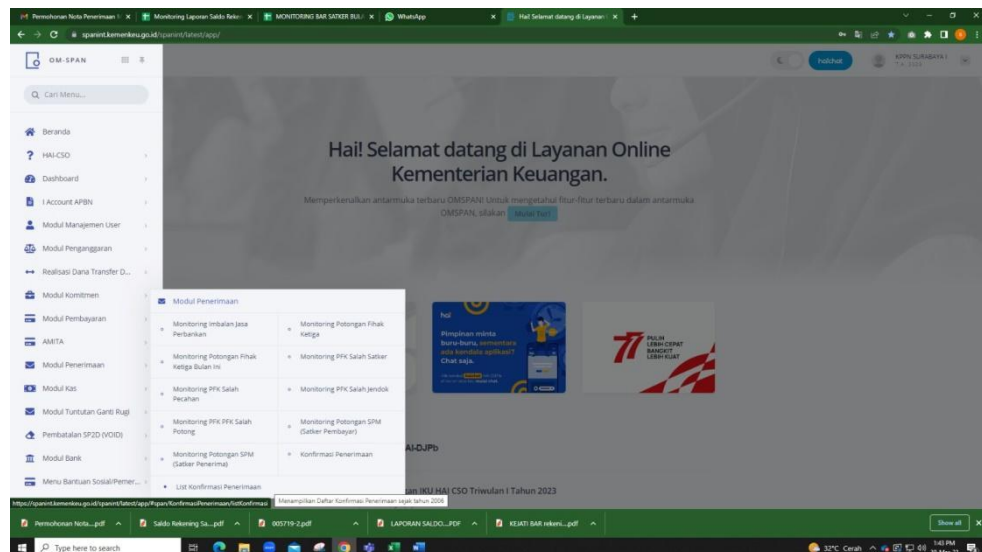 Permohonan Nota Penerimaan
Monitoring Laporan Saldo Reke
MONITORING BAR SATKER BUL
WhatsApp
Hai! Selamat datang di Layanan
spanint.kemenkeu.go.id/spanint/latest/app/
OM-SPAN
halchat
KPPN SURABAYA I
Cari Menu...
Beranda
HAI-CSO
Dashboard
I Account APBN
Modul Manajemen User
Modul Penganggaran
Realisasi Dana Transfer D...
Modul Komitmen
Modul Pembayaran
AMITA
Modul Penerimaan
Modul Kas
Modul Tuntutan Ganti Rugi
Pembatalan SP2D (VOID)
Modul Bank
Menu Bantuan Sosial/Pemer...
Hai! Selamat datang di Layanan Online
Kementerian Keuangan.
Memperkenalkan antarmuka terbaru OMSPAN! Untuk mengetahui fitur-fitur terbaru dalam antarmuka
OMSPAN, silakan Mulai Tur!
Modul Penerimaan
Monitoring Imbalan Jasa
Perbankan
Monitoring Potongan Fihak
Ketiga
Monitoring Potongan Fihak
Ketiga Bulan Ini
Monitoring PFK Salah Satker
Monitoring PFK Salah
Pecahan
Monitoring PFK Salah Jendok
Monitoring PFK PFK Salah
Potong
Monitoring Potongan SPM
(Satker Pembayar)
Monitoring Potongan SPM
(Satker Penerima)
Konfirmasi Penerimaan
List Konfirmasi Penerimaan
hai
Pimpinan minta
buru-buru, sementara
ada kendala aplikasi?
Chat saja.
77
PULIH
LEBIH CEPAT
BANGKIT
LEBIH KUAT
AI-DJPb
an IKU HAI CSO Triwulan I Tahun 2023
https://spanint.kemenkeu.go.id/spanint/latest/app/#span/KonfirmasiPenerimaan/listKonfirmasi
Menampilkan Daftar Konfirmasi Penerimaan sejak tahun 2006
Permohonan Nota....pdf
Saldo Rekening Sa....pdf
005719-2.pdf
LAPORAN SALDO....PDF
KEJATI BAR rekeni....pdf
Show all
Type here to search
32°C Cerah
1:43 PM